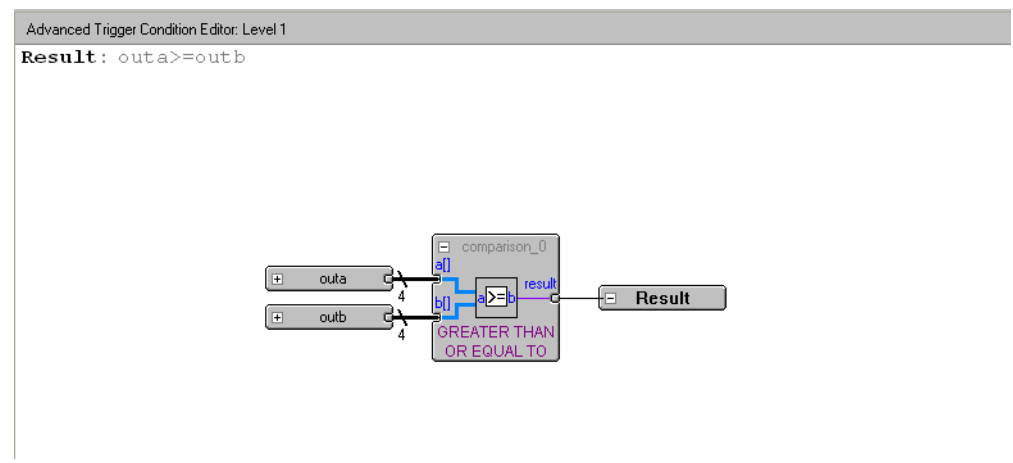 Advanced Trigger Condition Editor: Level 1
Result: outa>=outb
comparison_0
a[]
outa
4
result
a>=b
Result
b[]
outb
4
GREATER THAN
OR EQUAL TO